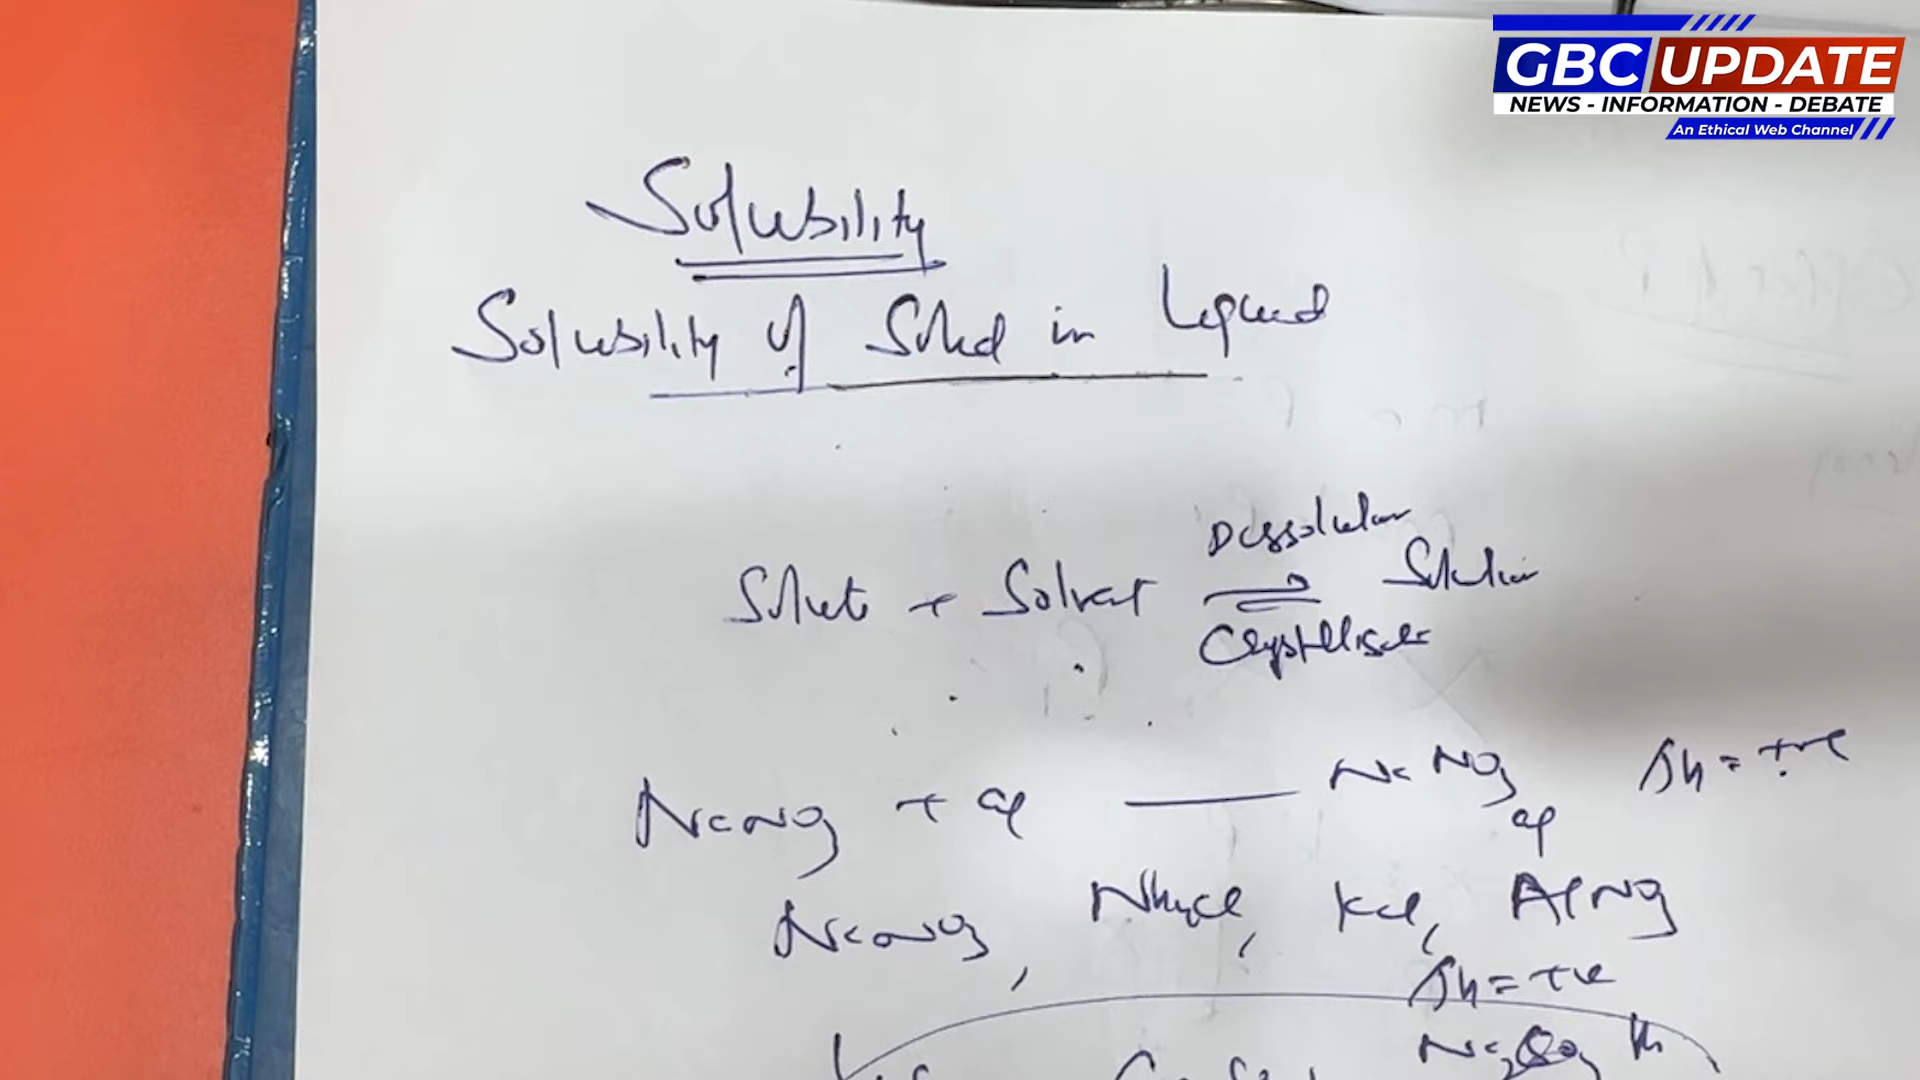 GBC UPDATE
NEWS - INFORMATION - DEBATE
An Ethical Web Channel
Solubility
Solubility of Solid in Liquid
Dissolution
Solute + Solvent ⇌ Solution
Crystallisation
NaNO3 + aq — NaNO3 aq ΔH = +ve
NaNO3, NH4Cl, KCl, AgNO3
ΔH = +ve